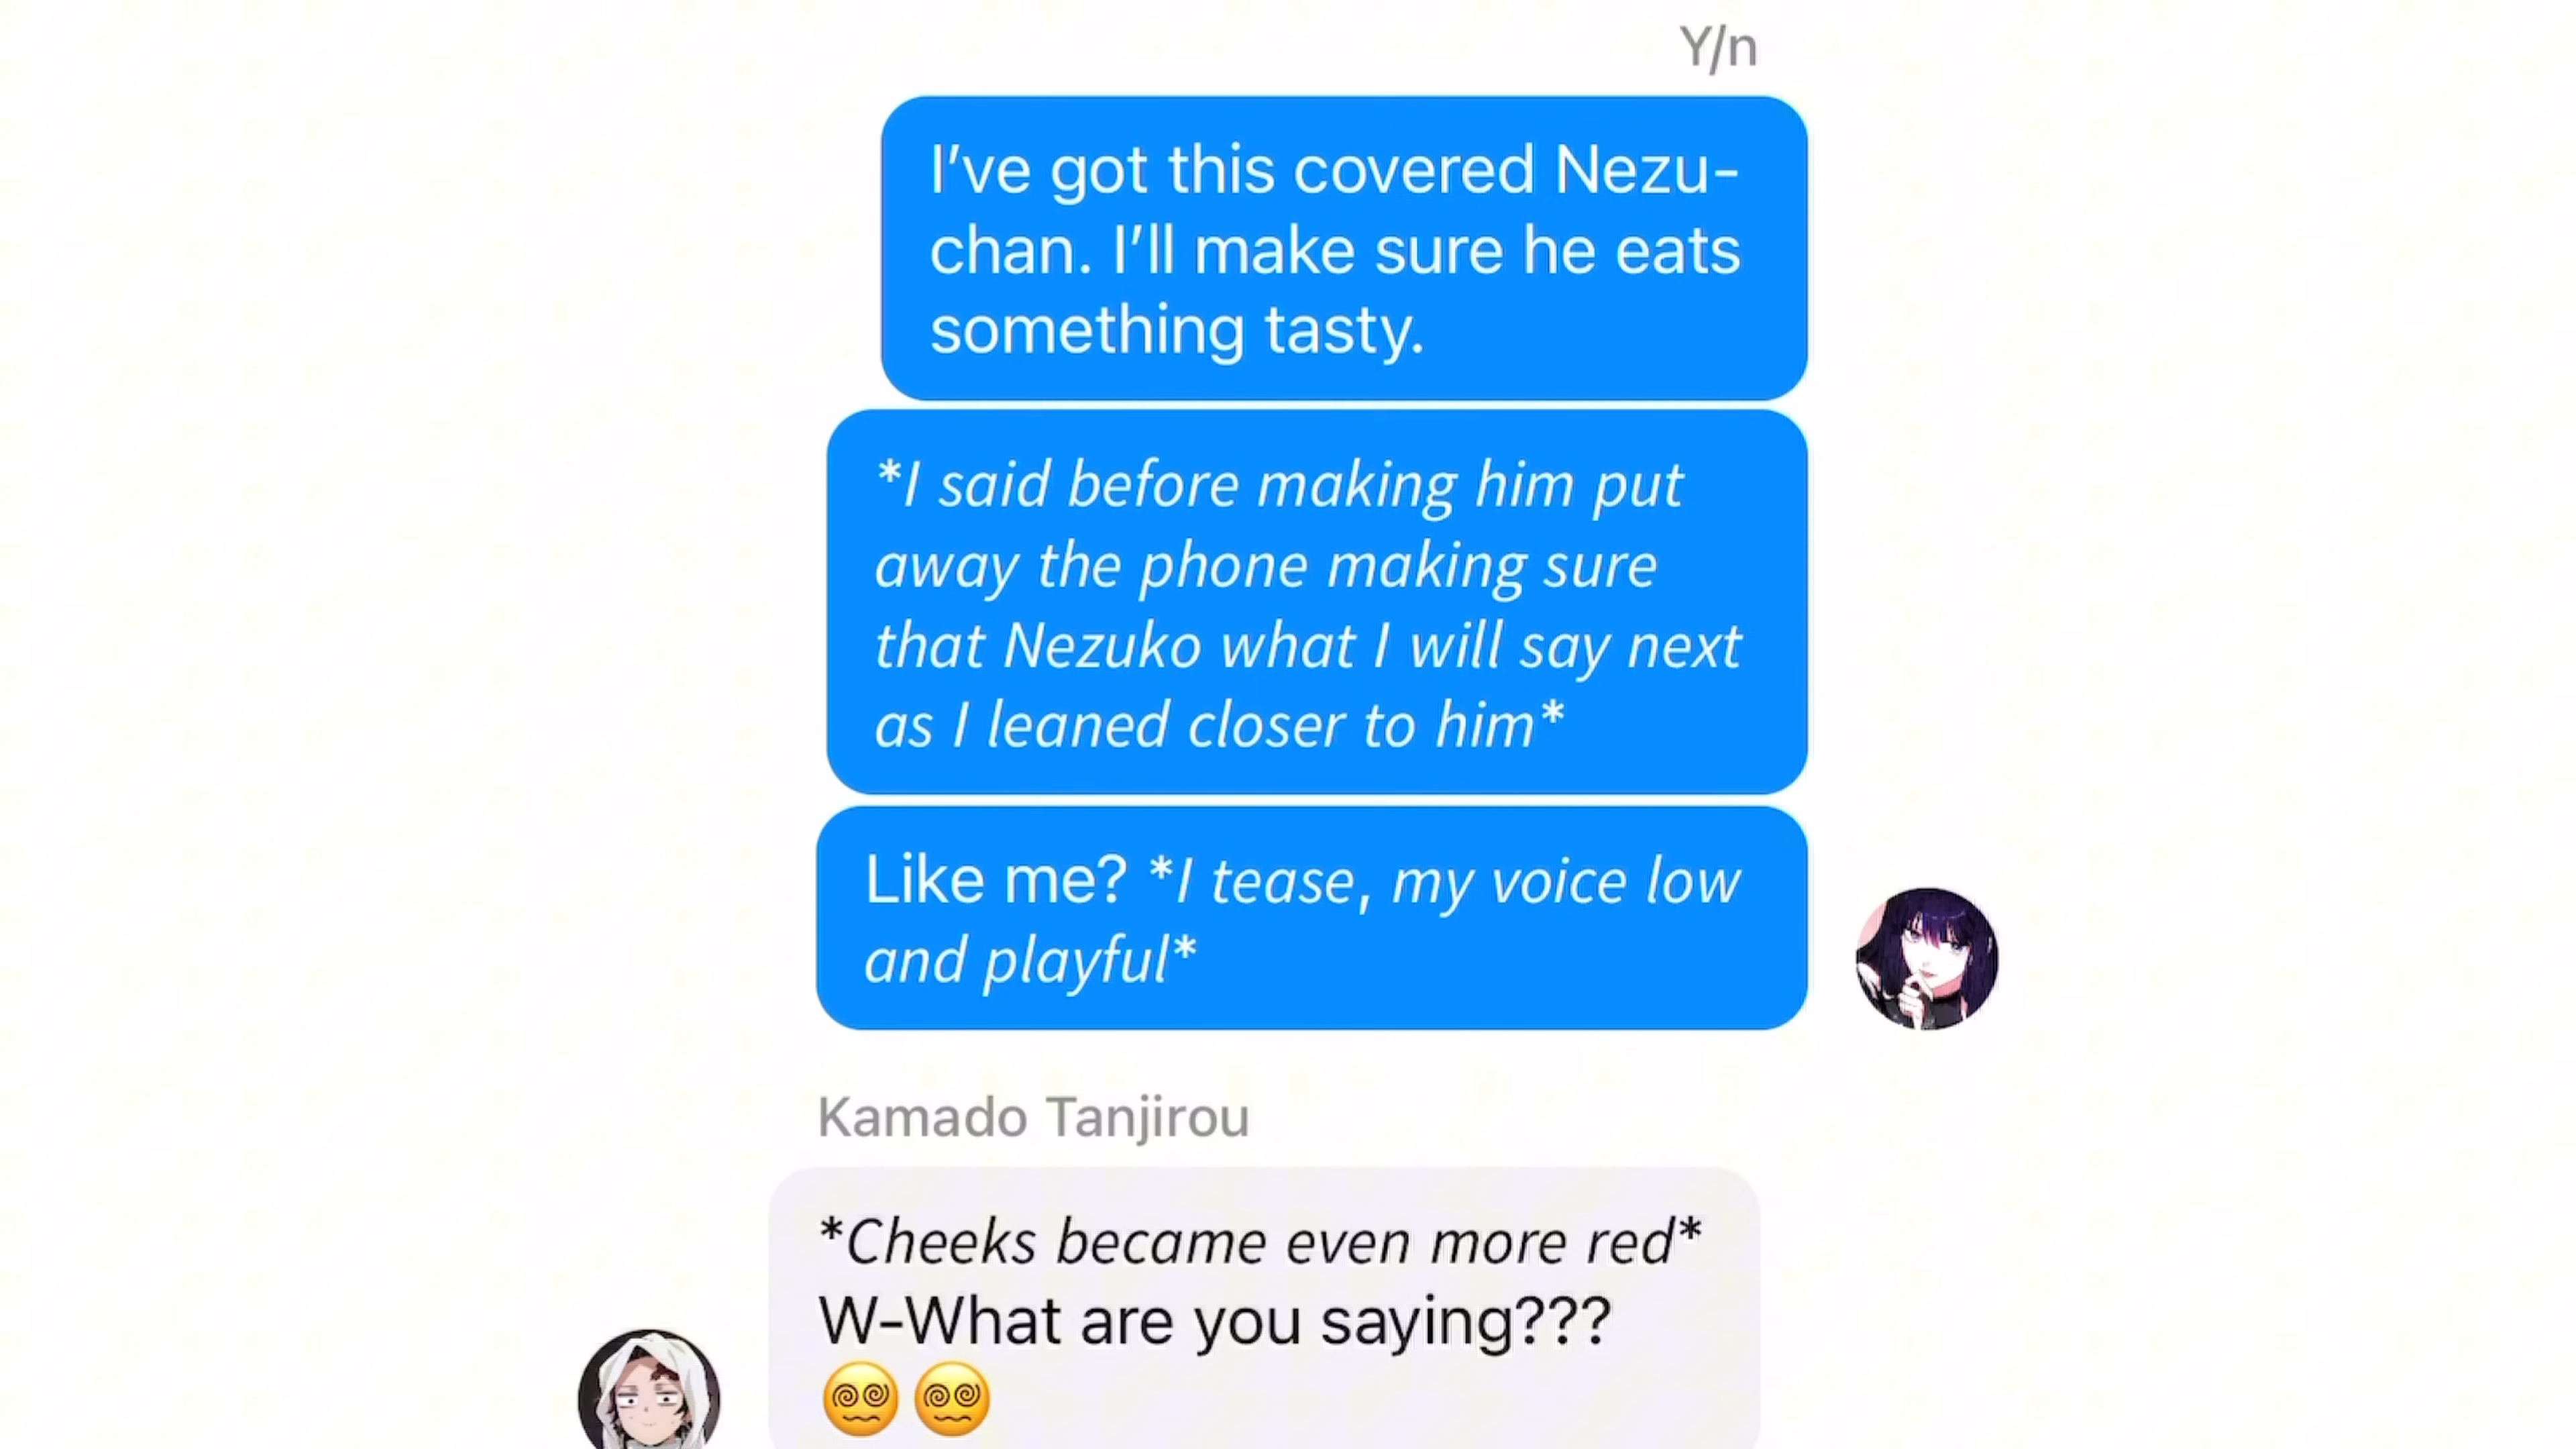 Y/n
I've got this covered Nezu-
chan. I'll make sure he eats
something tasty.
*I said before making him put
away the phone making sure
that Nezuko what I will say next
as I leaned closer to him*
Like me? *I tease, my voice low
and playful*
Kamado Tanjirou
*Cheeks became even more red*
W-What are you saying???
😵‍💫😵‍💫